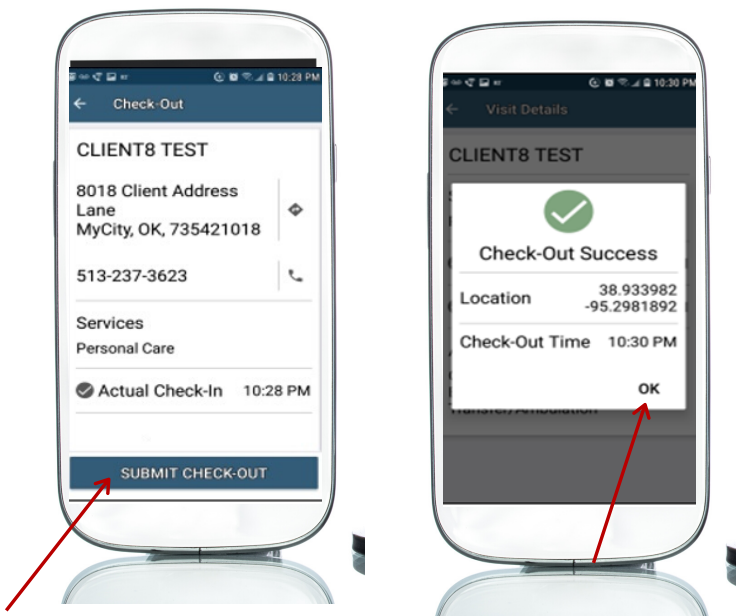 10:28 PM
Check-Out
CLIENT8 TEST
8018 Client Address
Lane
MyCity, OK, 735421018
513-237-3623
Services
Personal Care
Actual Check-In 10:28 PM
SUBMIT CHECK-OUT
10:30 PM
Visit Details
CLIENT8 TEST
Check-Out Success
Location 38.933982
-95.2981892
Check-Out Time 10:30 PM
OK
Transfer/Ambulation